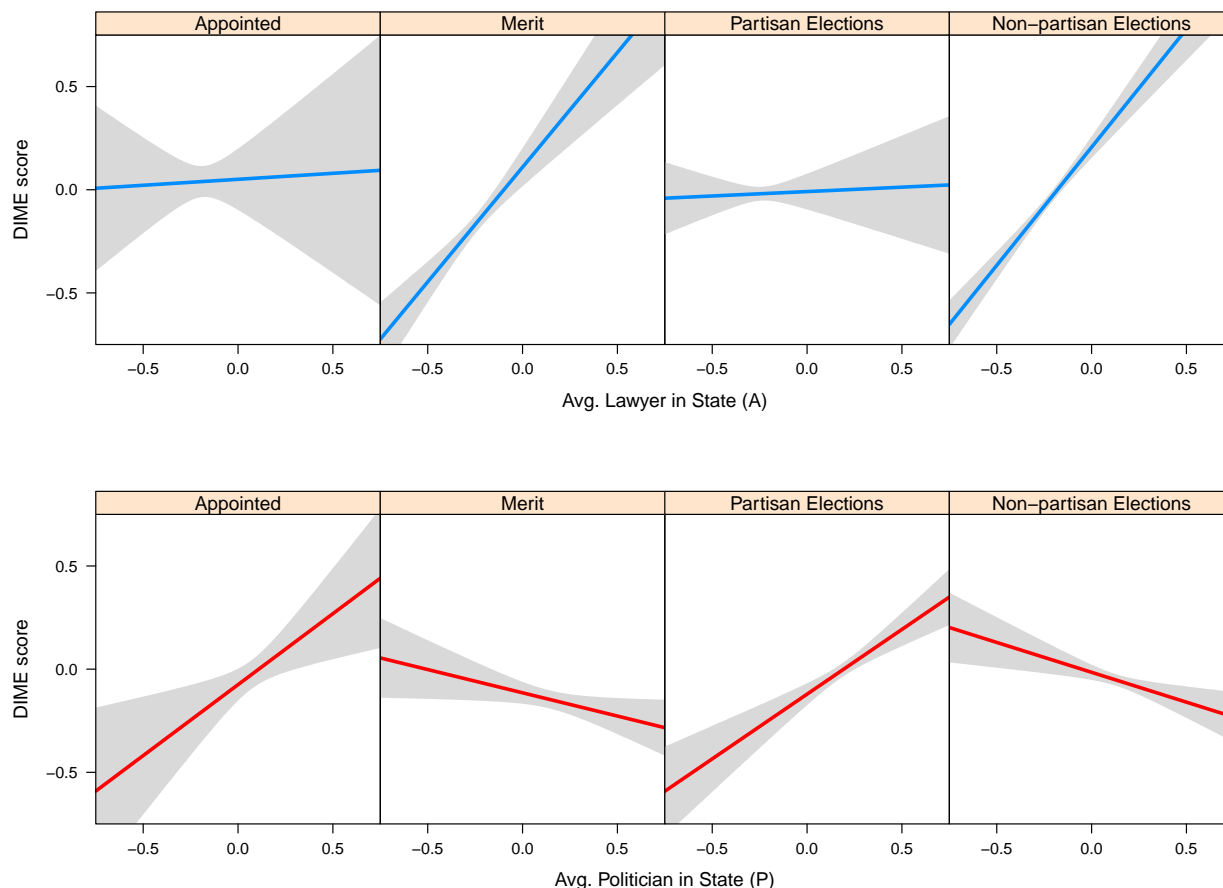 Appointed Merit Partisan Elections Non−partisan Elections
DIME score
0.5
0.0
−0.5
−0.5 0.0 0.5 −0.5 0.0 0.5 −0.5 0.0 0.5 −0.5 0.0 0.5
Avg. Lawyer in State (A)
Appointed Merit Partisan Elections Non−partisan Elections
DIME score
0.5
0.0
−0.5
−0.5 0.0 0.5 −0.5 0.0 0.5 −0.5 0.0 0.5 −0.5 0.0 0.5
Avg. Politician in State (P)